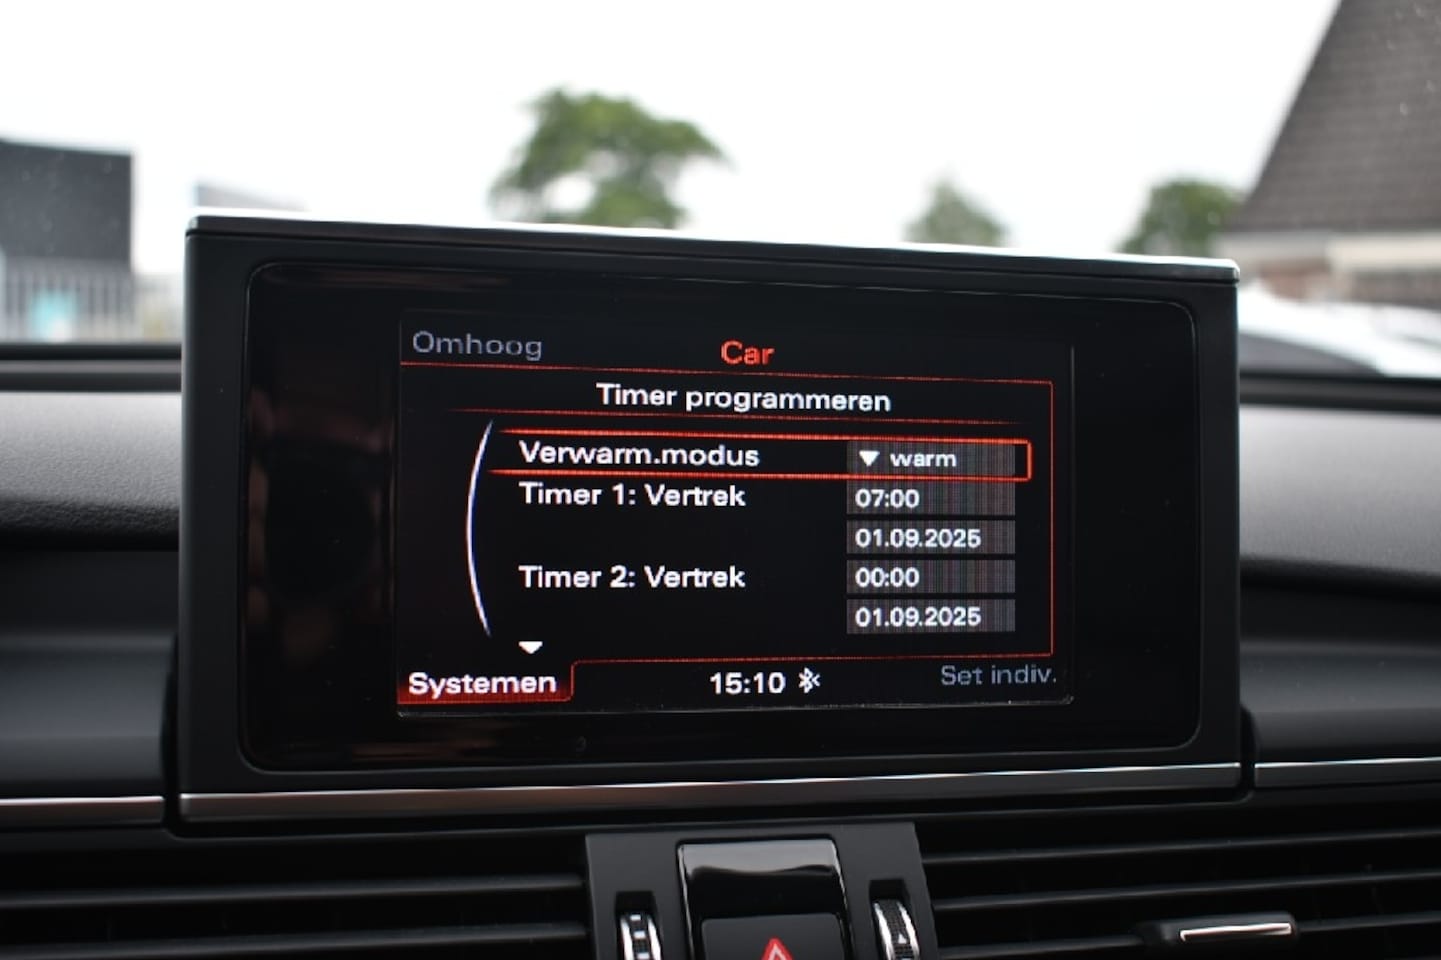 Omhoog
Car
Timer programmeren
Verwarm.modus ▼ warm
Timer 1: Vertrek 07:00
01.09.2025
Timer 2: Vertrek 00:00
01.09.2025
Systemen 15:10 Set indiv.